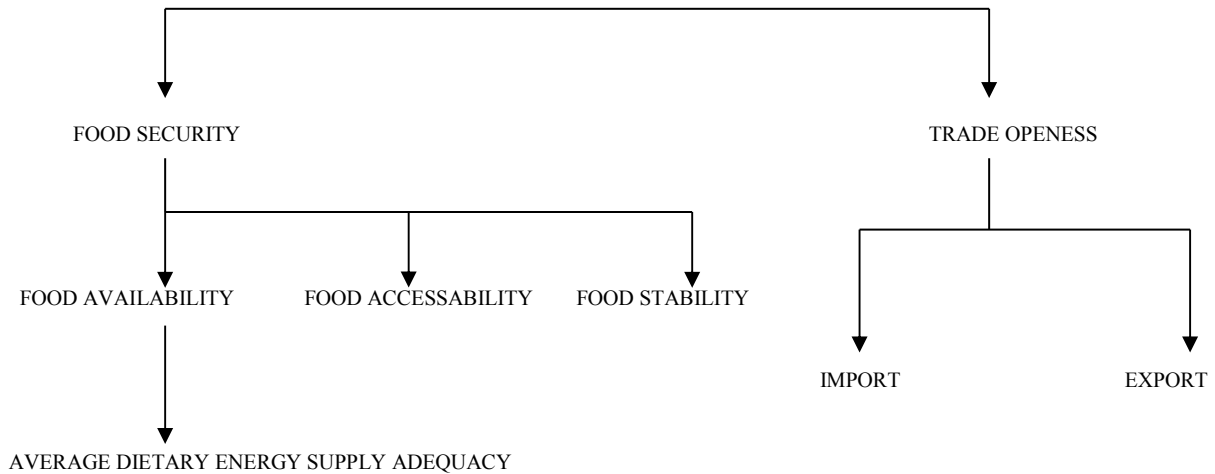 FOOD SECURITY
TRADE OPENESS
FOOD AVAILABILITY
FOOD ACCESSABILITY
FOOD STABILITY
IMPORT
EXPORT
AVERAGE DIETARY ENERGY SUPPLY ADEQUACY